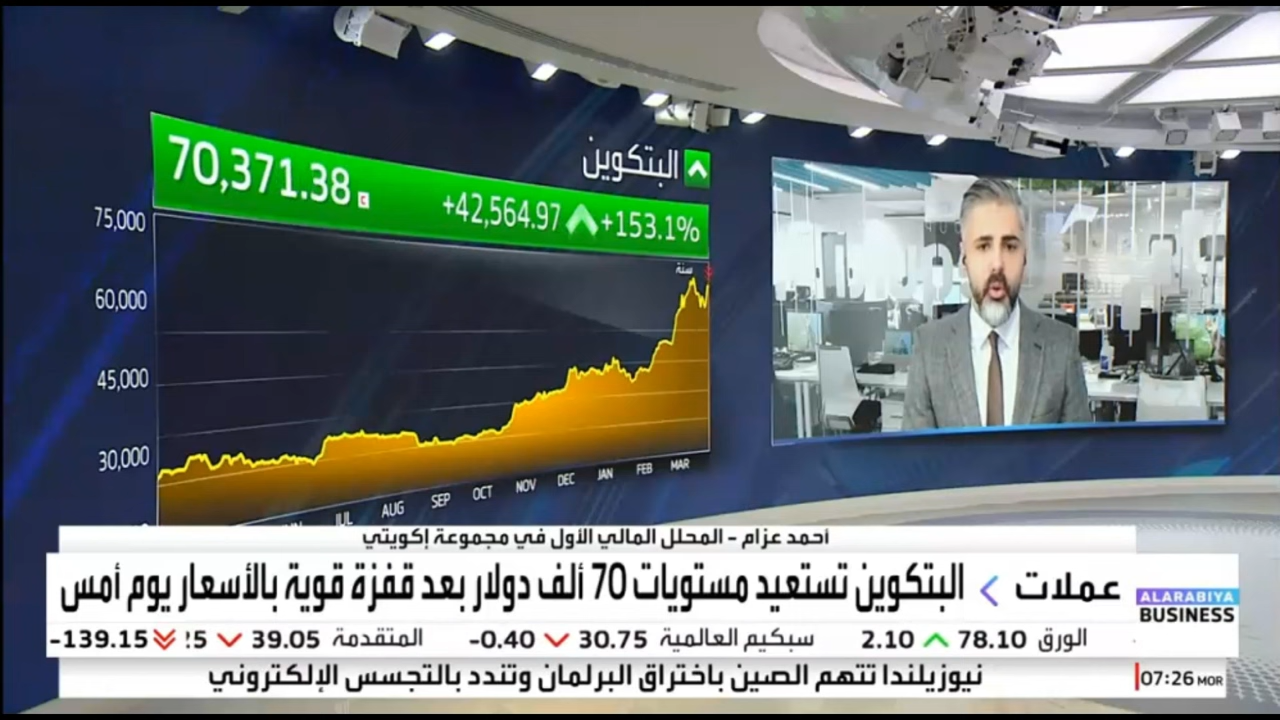 البتكوين
70,371.38
+42,564.97 +153.1%
سنة
75,000
60,000
45,000
30,000
JUL AUG SEP OCT NOV DEC JAN FEB MAR
أحمد عزام - المحلل المالي الأول في مجموعة إكويتي
عملات
البتكوين تستعيد مستويات 70 ألف دولار بعد قفزة قوية بالأسعار يوم أمس
ALARABIYA
BUSINESS
الورق 78.10 2.10 سبكيم العالمية 30.75 -0.40 المتقدمة 39.05 -139.15
نيوزيلندا تتهم الصين باختراق البرلمان وتندد بالتجسس الإلكتروني
07:26 MOR